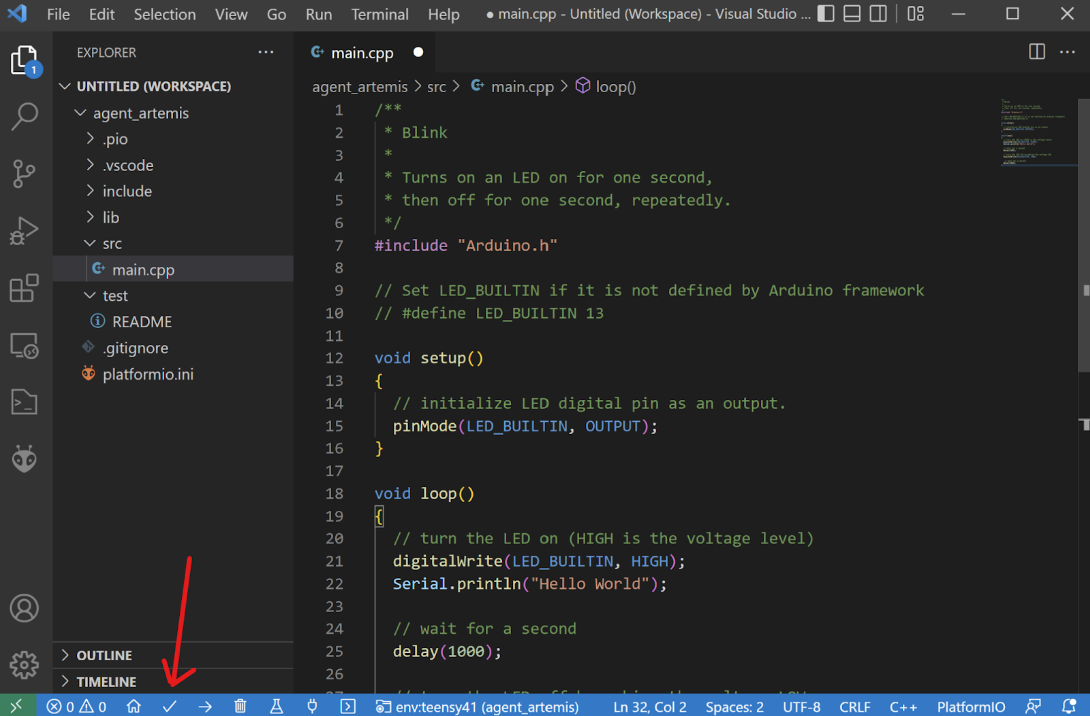 File Edit Selection View Go Run Terminal Help ● main.cpp - Untitled (Workspace) - Visual Studio ...
EXPLORER ...
main.cpp
1
UNTITLED (WORKSPACE)
agent_artemis
.pio
.vscode
include
lib
src
main.cpp
test
README
.gitignore
platformio.ini
OUTLINE
TIMELINE
agent_artemis > src > main.cpp > loop()
1 /**
2 * Blink
3 *
4 * Turns on an LED on for one second,
5 * then off for one second, repeatedly.
6 */
7 #include "Arduino.h"
8
9 // Set LED_BUILTIN if it is not defined by Arduino framework
10 // #define LED_BUILTIN 13
11
12 void setup()
13 {
14 // initialize LED digital pin as an output.
15 pinMode(LED_BUILTIN, OUTPUT);
16 }
17
18 void loop()
19 {
20 // turn the LED on (HIGH is the voltage level)
21 digitalWrite(LED_BUILTIN, HIGH);
22 Serial.println("Hello World");
23
24 // wait for a second
25 delay(1000);
26
0 0 env:teensy41 (agent_artemis) Ln 32, Col 2 Spaces: 2 UTF-8 CRLF C++ PlatformIO